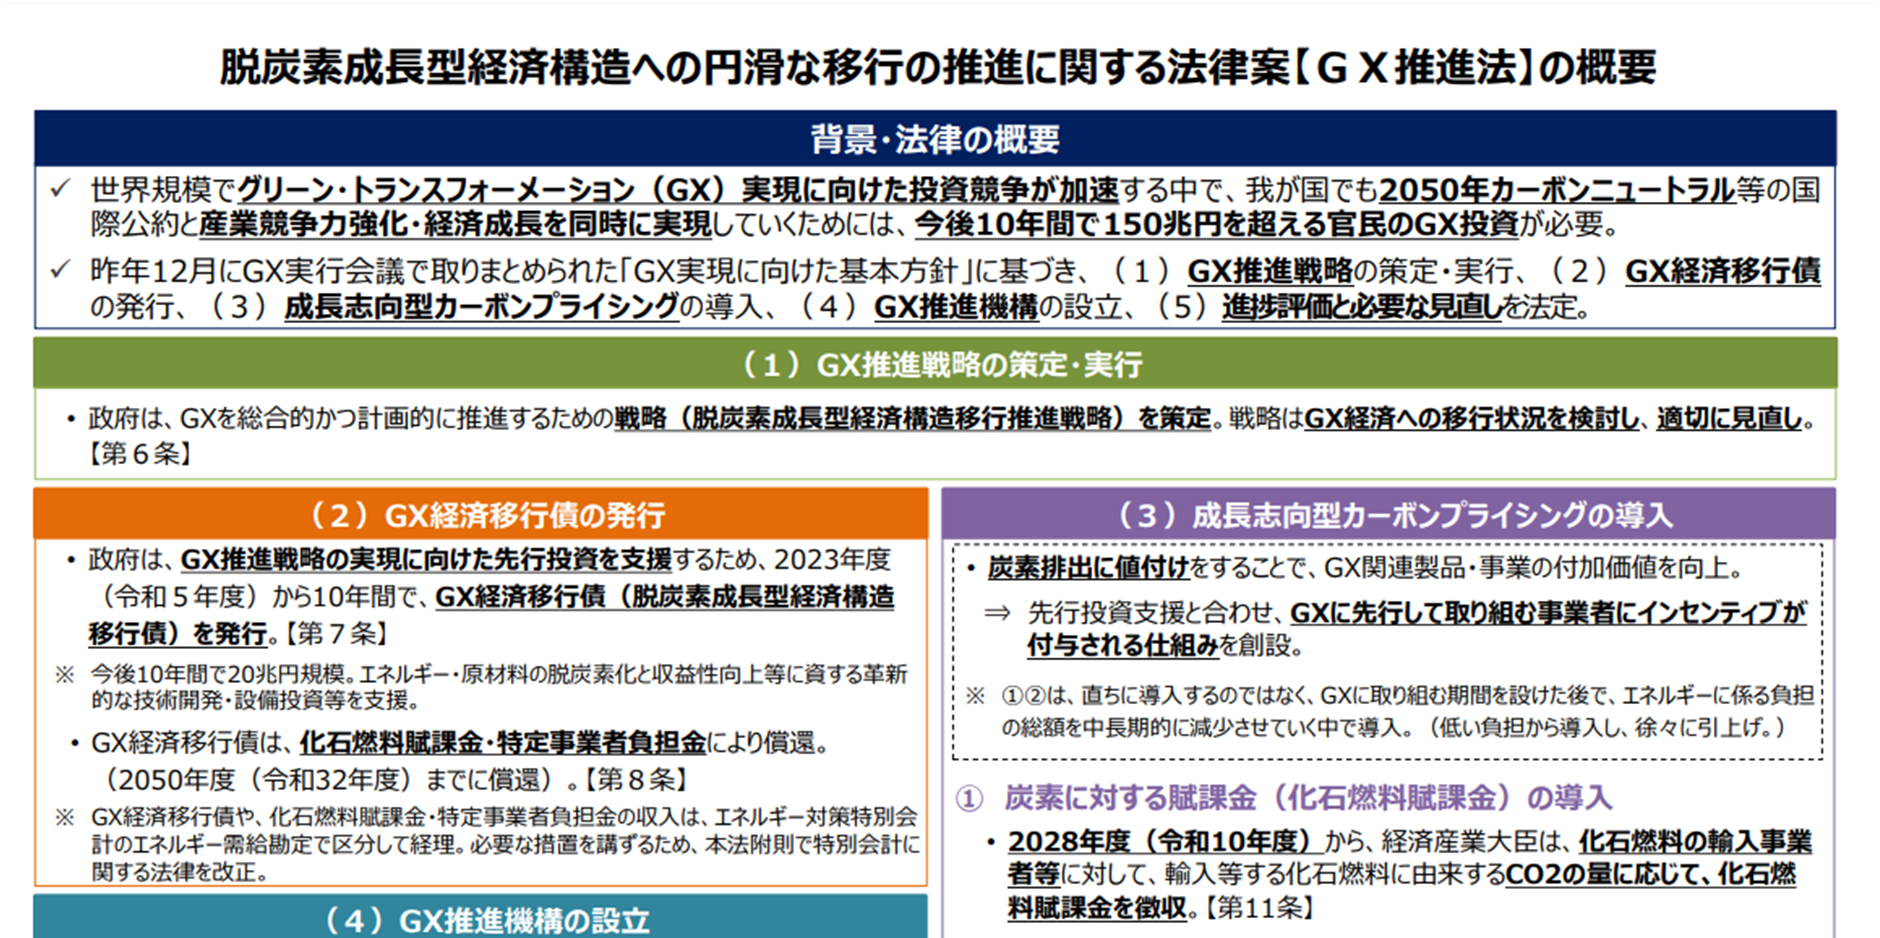 脱炭素成長型経済構造への円滑な移行の推進に関する法律案【ＧＸ推進法】の概要
背景・法律の概要
✓ 世界規模でグリーン・トランスフォーメーション（GX）実現に向けた投資競争が加速する中で、我が国でも2050年カーボンニュートラル等の国
際公約と産業競争力強化・経済成長を同時に実現していくためには、今後10年間で150兆円を超える官民のGX投資が必要。
✓ 昨年12月にGX実行会議で取りまとめられた「GX実現に向けた基本方針」に基づき、（１）GX推進戦略の策定・実行、（２）GX経済移行債
の発行、（３）成長志向型カーボンプライシングの導入、（４）GX推進機構の設立、（５）進捗評価と必要な見直しを法定。
（１）GX推進戦略の策定・実行
・政府は、GXを総合的かつ計画的に推進するための戦略（脱炭素成長型経済構造移行推進戦略）を策定。戦略はGX経済への移行状況を検討し、適切に見直し。
【第６条】
（２）GX経済移行債の発行
・政府は、GX推進戦略の実現に向けた先行投資を支援するため、2023年度
（令和５年度）から10年間で、GX経済移行債（脱炭素成長型経済構造
移行債）を発行。【第７条】
※ 今後10年間で20兆円規模。エネルギー・原材料の脱炭素化と収益性向上等に資する革新
的な技術開発・設備投資等を支援。
・GX経済移行債は、化石燃料賦課金・特定事業者負担金により償還。
（2050年度（令和32年度）までに償還）。【第８条】
※ GX経済移行債や、化石燃料賦課金・特定事業者負担金の収入は、エネルギー対策特別会
計のエネルギー需給勘定で区分して経理。必要な措置を講ずるため、本法附則で特別会計に
関する法律を改正。
（４）GX推進機構の設立
（３）成長志向型カーボンプライシングの導入
・炭素排出に値付けをすることで、GX関連製品・事業の付加価値を向上。
⇒ 先行投資支援と合わせ、GXに先行して取り組む事業者にインセンティブが
付与される仕組みを創設。
※ ①②は、直ちに導入するのではなく、GXに取り組む期間を設けた後で、エネルギーに係る負担
の総額を中長期的に減少させていく中で導入。（低い負担から導入し、徐々に引上げ。）
① 炭素に対する賦課金（化石燃料賦課金）の導入
・2028年度（令和10年度）から、経済産業大臣は、化石燃料の輸入事業
者等に対して、輸入等する化石燃料に由来するCO2の量に応じて、化石燃
料賦課金を徴収。【第11条】